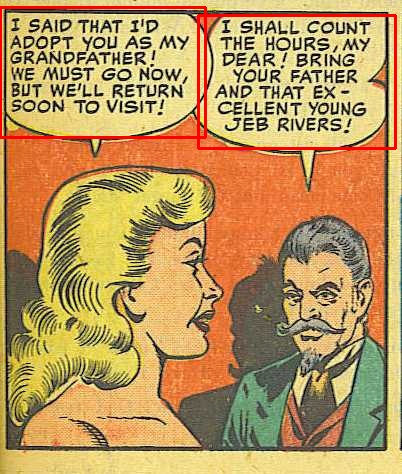 I SAID THAT I'D
ADOPT YOU AS MY
GRANDFATHER!
WE MUST GO NOW,
BUT WE'LL RETURN
SOON TO VISIT!
I SHALL COUNT
THE HOURS, MY
DEAR! BRING
YOUR FATHER
AND THAT EX-
CELLENT YOUNG
JEB RIVERS!